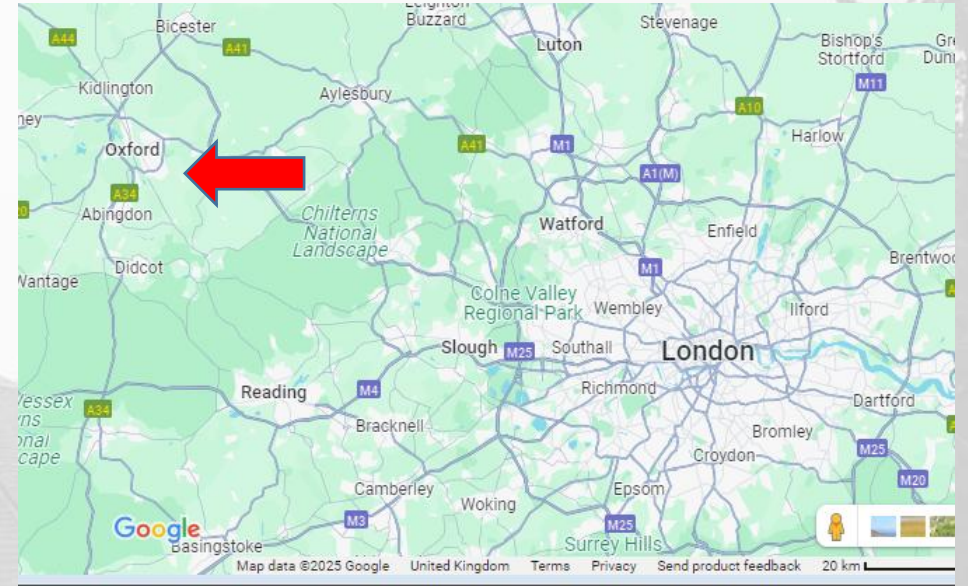 Buzzard
Stevenage
A44
Bicester
A41
Luton
Bishop's
Stortford
M11
Kidlington
Aylesbury
A10
Harlow
Oxford
A41
M1
A1(M)
A34
Abingdon
Chilterns
National
Landscape
Watford
Enfield
Didcot
M1
Colne Valley
Regional Park
Wembley
Ilford
Slough
M25
Southall
London
Reading
M4
Richmond
Dartford
A34
Bracknell
Bromley
Croydon
M25
M20
Camberley
Woking
Epsom
Google
Basingstoke
M3
M25
Surrey Hills
Map data ©2025 Google United Kingdom Terms Privacy Send product feedback 20 km